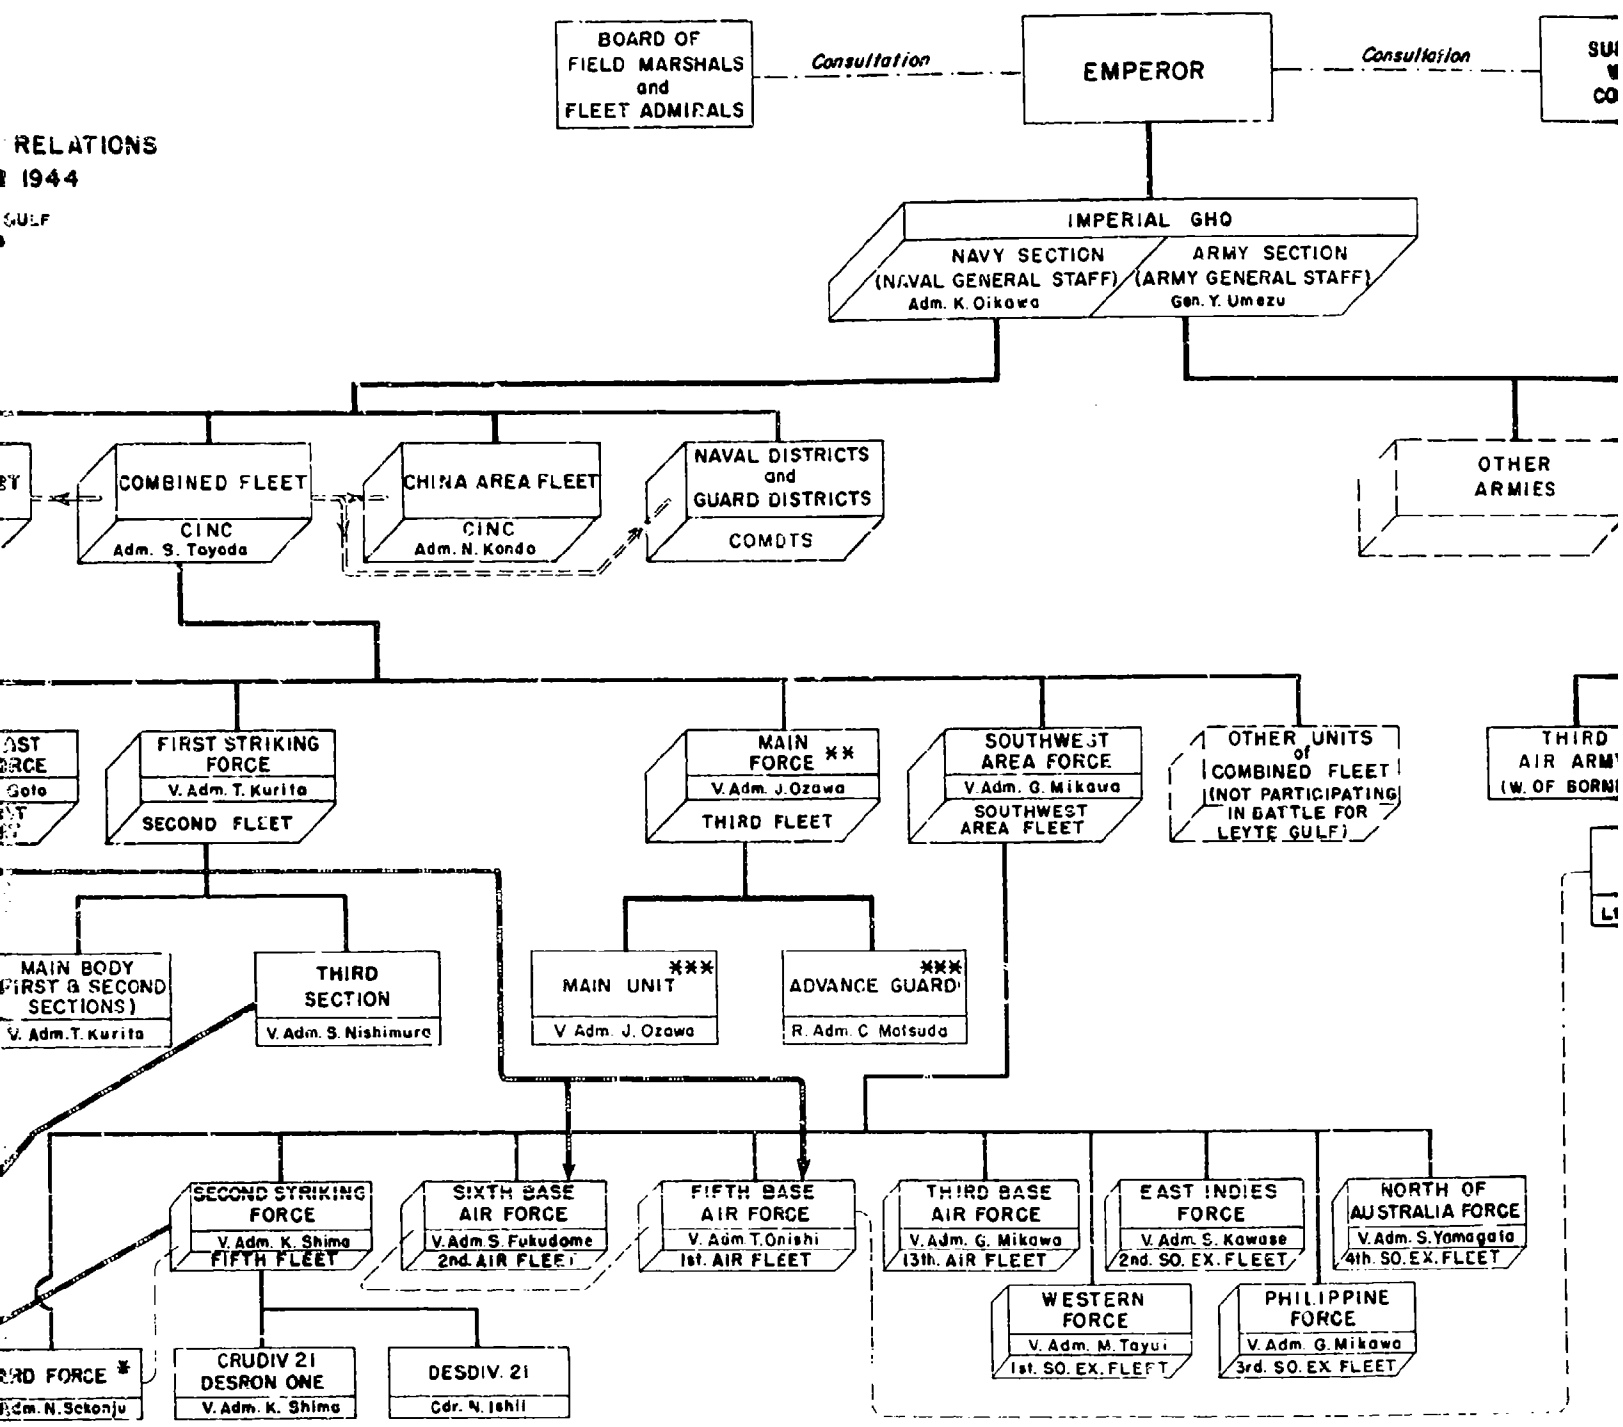 BOARD OF
FIELD MARSHALS
and
FLEET ADMIRALS
Consultation
EMPEROR
Consultation
RELATIONS
1944
GULF
IMPERIAL GHQ
NAVY SECTION
(NAVAL GENERAL STAFF)
Adm. K. Oikawa
ARMY SECTION
(ARMY GENERAL STAFF)
Gen. Y. Umezu
COMBINED FLEET
CINC
Adm. S. Toyoda
CHINA AREA FLEET
CINC
Adm. N. Kondo
NAVAL DISTRICTS
and
GUARD DISTRICTS
COMDTS
OTHER
ARMIES
Goto
FIRST STRIKING
FORCE
V. Adm. T. Kurita
SECOND FLEET
MAIN
FORCE **
V. Adm. J. Ozawa
THIRD FLEET
SOUTHWEST
AREA FORCE
V. Adm. G. Mikawa
SOUTHWEST
AREA FLEET
OTHER UNITS
of
COMBINED FLEET
(NOT PARTICIPATING
IN BATTLE FOR
LEYTE GULF)
THIRD
AIR ARMY
(W. OF BORN
MAIN BODY
FIRST & SECOND
SECTIONS)
V. Adm. T. Kurita
THIRD
SECTION
V. Adm. S. Nishimura
MAIN UNIT ***
V. Adm. J. Ozawa
ADVANCE GUARD ***
R. Adm. C. Matsuda
SECOND STRIKING
FORCE
V. Adm. K. Shima
FIFTH FLEET
SIXTH BASE
AIR FORCE
V. Adm. S. Fukudome
2nd. AIR FLEET
FIFTH BASE
AIR FORCE
V. Adm. T. Onishi
1st. AIR FLEET
THIRD BASE
AIR FORCE
V. Adm. G. Mikawa
13th. AIR FLEET
EAST INDIES
FORCE
V. Adm. S. Kawase
2nd. SO. EX. FLEET
NORTH OF
AUSTRALIA FORCE
V. Adm. S. Yamagata
4th. SO. EX. FLEET
WESTERN
FORCE
V. Adm. M. Tayui
1st. SO. EX. FLEET
PHILIPPINE
FORCE
V. Adm. G. Mikawa
3rd. SO. EX FLEET
FORCE *
N. Sakonju
CRUDIV 21
DESRON ONE
V. Adm. K. Shima
DESDIV. 21
Cdr. N. Ishii